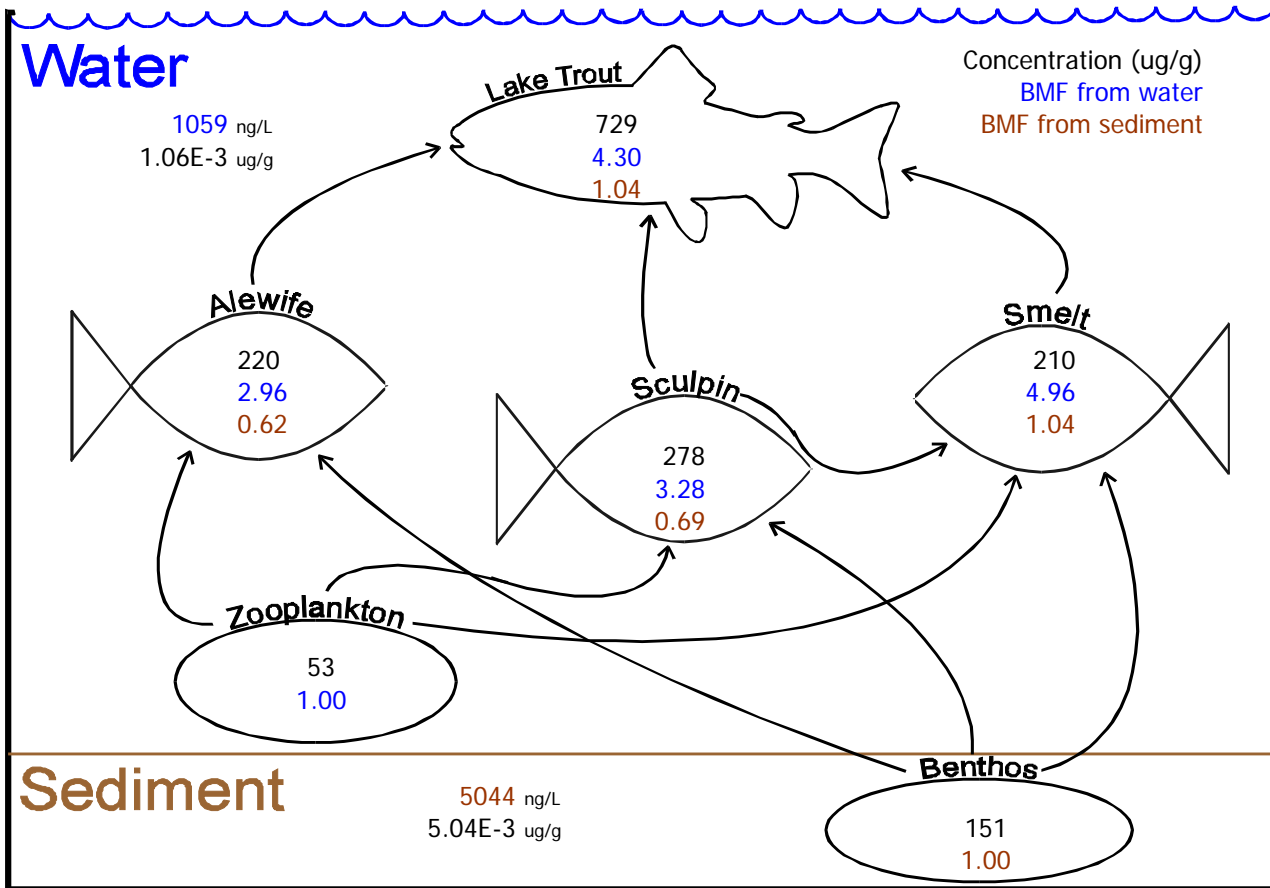 Water
1059 ng/L
1.06E-3 ug/g
Concentration (ug/g)
BMF from water
BMF from sediment
Lake Trout
729
4.30
1.04
Alewife
220
2.96
0.62
Sculpin
278
3.28
0.69
Smelt
210
4.96
1.04
Zooplankton
53
1.00
Sediment
5044 ng/L
5.04E-3 ug/g
Benthos
151
1.00